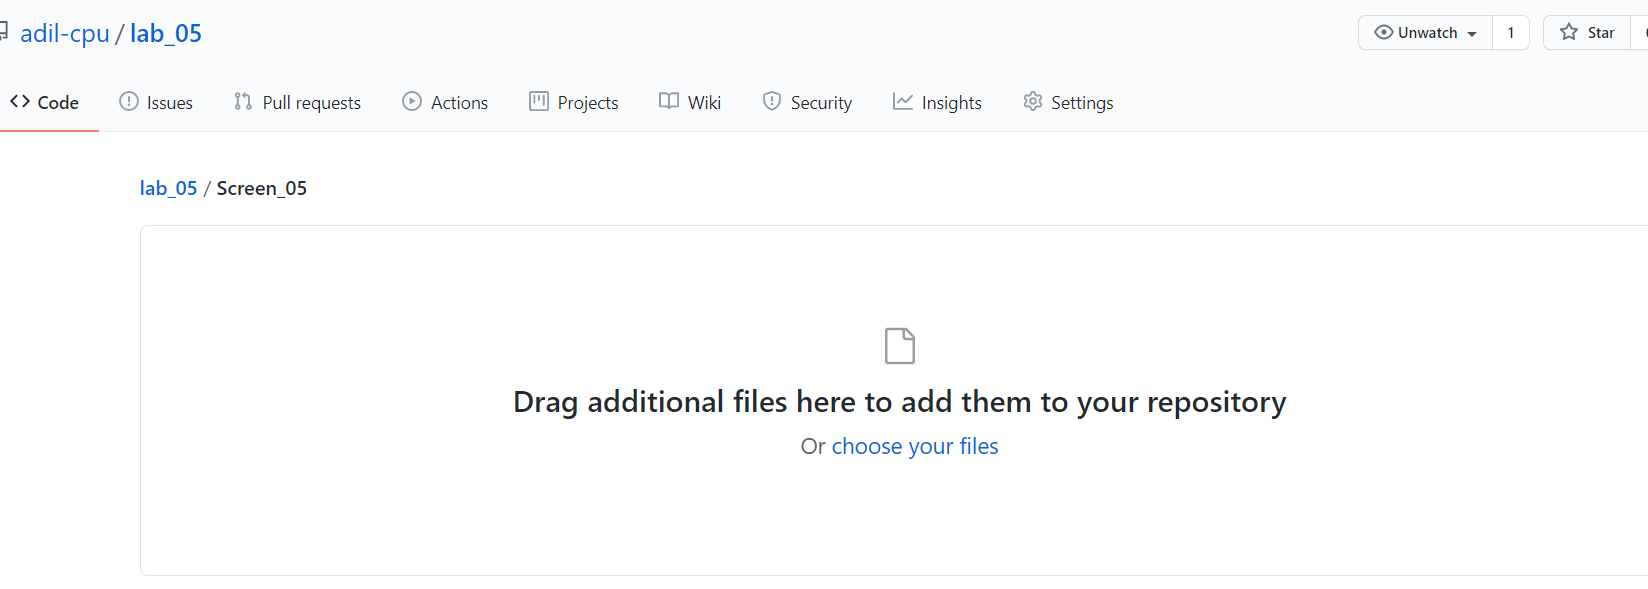 adil-cpu / lab_05
Unwatch 1 Star
Code Issues Pull requests Actions Projects Wiki Security Insights Settings
lab_05 / Screen_05
Drag additional files here to add them to your repository
Or choose your files